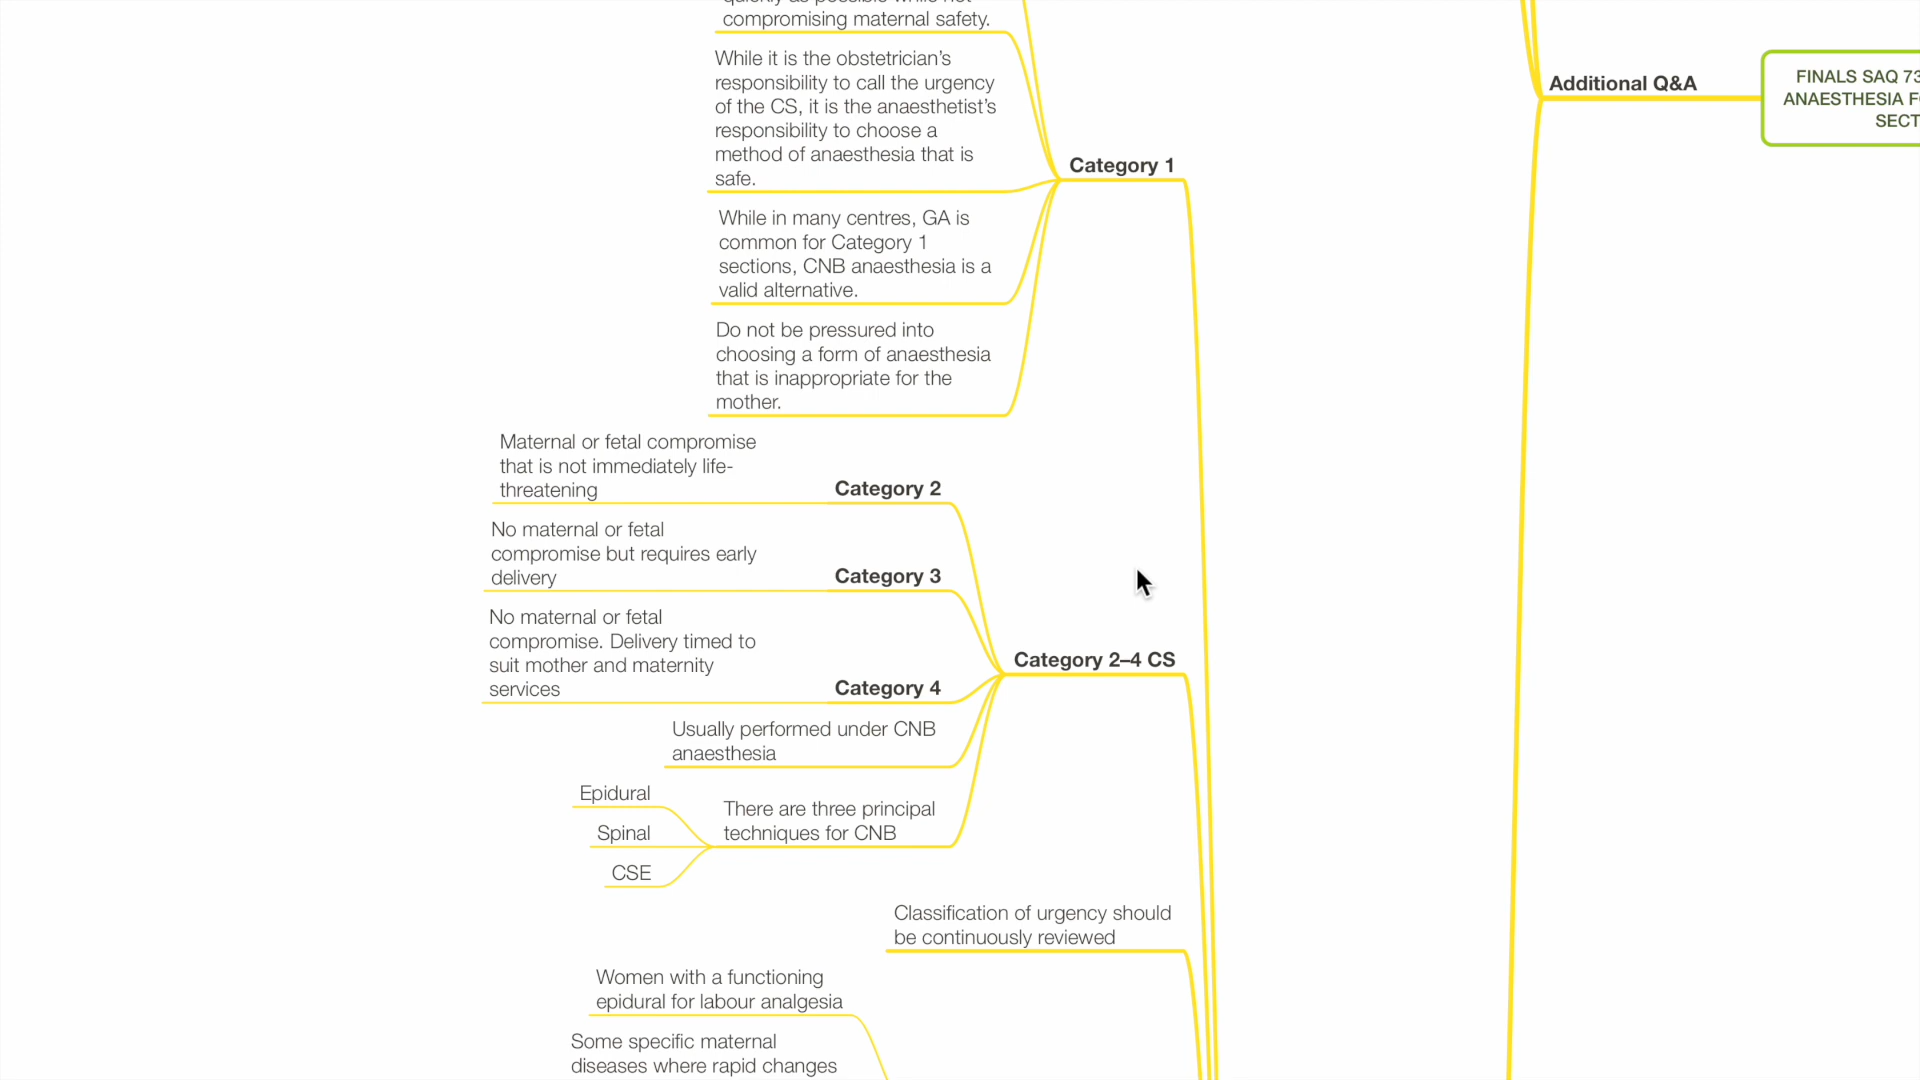 compromising maternal safety.
While it is the obstetrician’s
responsibility to call the urgency
of the CS, it is the anaesthetist’s
responsibility to choose a
method of anaesthesia that is
safe.
While in many centres, GA is
common for Category 1
sections, CNB anaesthesia is a
valid alternative.
Do not be pressured into
choosing a form of anaesthesia
that is inappropriate for the
mother.
Category 1
Maternal or fetal compromise
that is not immediately life-
threatening
Category 2
No maternal or fetal
compromise but requires early
delivery
Category 3
No maternal or fetal
compromise. Delivery timed to
suit mother and maternity
services
Category 4
Usually performed under CNB
anaesthesia
Epidural
Spinal
CSE
There are three principal
techniques for CNB
Category 2–4 CS
Classification of urgency should
be continuously reviewed
Women with a functioning
epidural for labour analgesia
Some specific maternal
diseases where rapid changes
Additional Q&A
FINALS SAQ 73
ANAESTHESIA